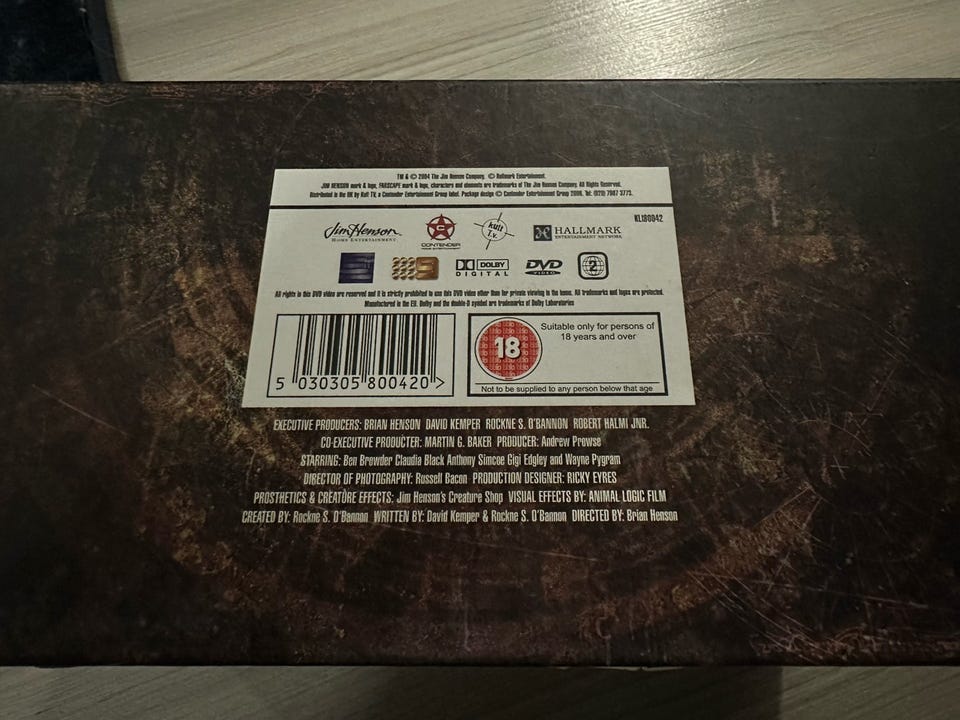 TM & © 2004 The Jim Henson Company. © Hallmark Entertainment.
JIM HENSON mark & logo, FARSCAPE mark & logo, characters and elements are trademarks of The Jim Henson Company. All Rights Reserved.
Distributed in the UK by Kult TV, a Contender Entertainment Group label. Package design © Contender Entertainment Group 2006. Tel: (020) 7907 3773.
KLT80042
Jim Henson
HOME ENTERTAINMENT
C
CONTENDER
HOME ENTERTAINMENT
kult
t.v.
HALLMARK
ENTERTAINMENT NETWORK
9
DOLBY
DIGITAL
DVD
VIDEO
2
All rights in this DVD video are reserved and it is strictly prohibited to use this DVD video other than for private viewing in the home. All trademarks and logos are protected.
Manufactured in the EU. Dolby and the double-D symbol are trademarks of Dolby Laboratories
5 030305 800420 >
18
Suitable only for persons of
18 years and over
Not to be supplied to any person below that age
EXECUTIVE PRODUCERS: BRIAN HENSON DAVID KEMPER ROCKNE S. O'BANNON ROBERT HALMI JNR.
CO-EXECUTIVE PRODUCTER: MARTIN G. BAKER PRODUCER: Andrew Prowse
STARRING: Ben Browder Claudia Black Anthony Simcoe Gigi Edgley and Wayne Pygram
DIRECTOR OF PHOTOGRAPHY: Russell Bacon PRODUCTION DESIGNER: RICKY EYRES
PROSTHETICS & CREATURE EFFECTS: Jim Henson's Creature Shop VISUAL EFFECTS BY: ANIMAL LOGIC FILM
CREATED BY: Rockne S. O'Bannon WRITTEN BY: David Kemper & Rockne S. O'Bannon DIRECTED BY: Brian Henson